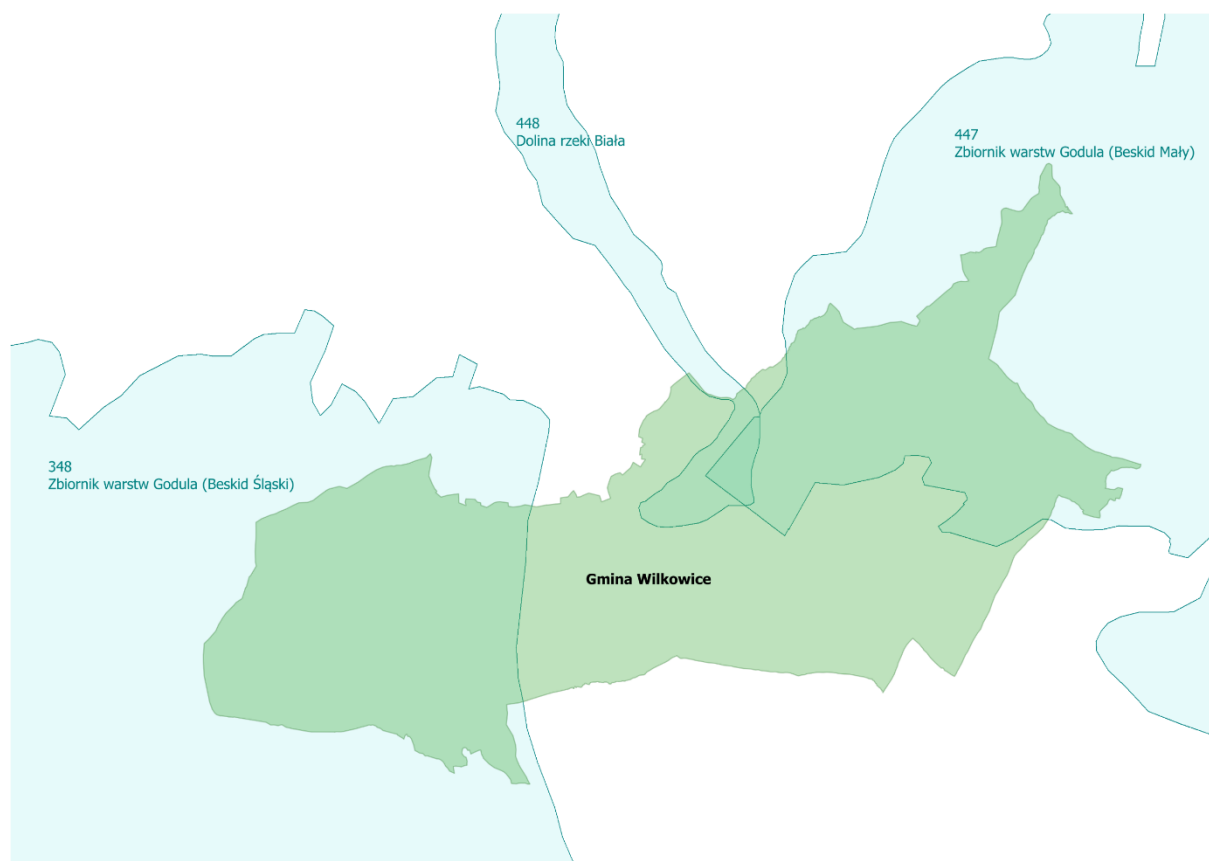 448
Dolina rzeki Biała
447
Zbiornik warstw Godula (Beskid Mały)
348
Zbiornik warstw Godula (Beskid Śląski)
Gmina Wilkowice